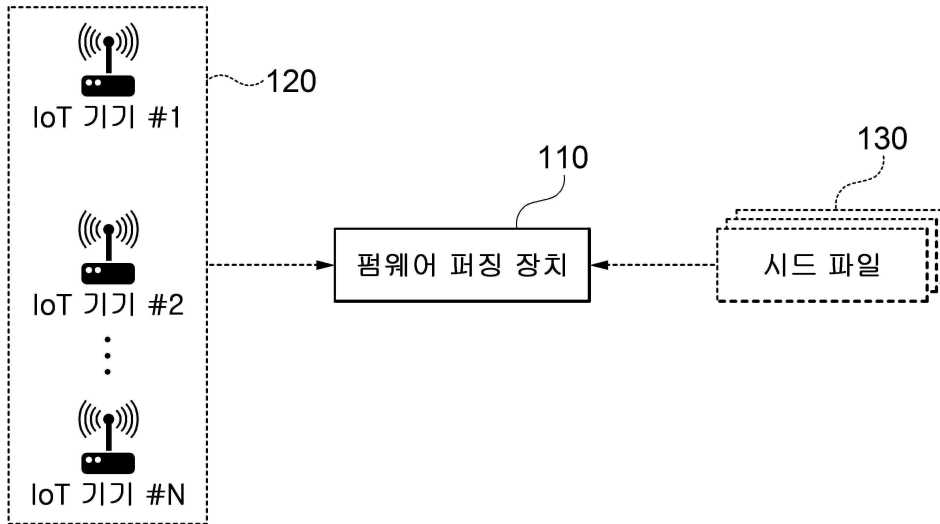 IoT 기기 #1
120
IoT 기기 #2
IoT 기기 #N
110
펌웨어 퍼징 장치
130
시드 파일